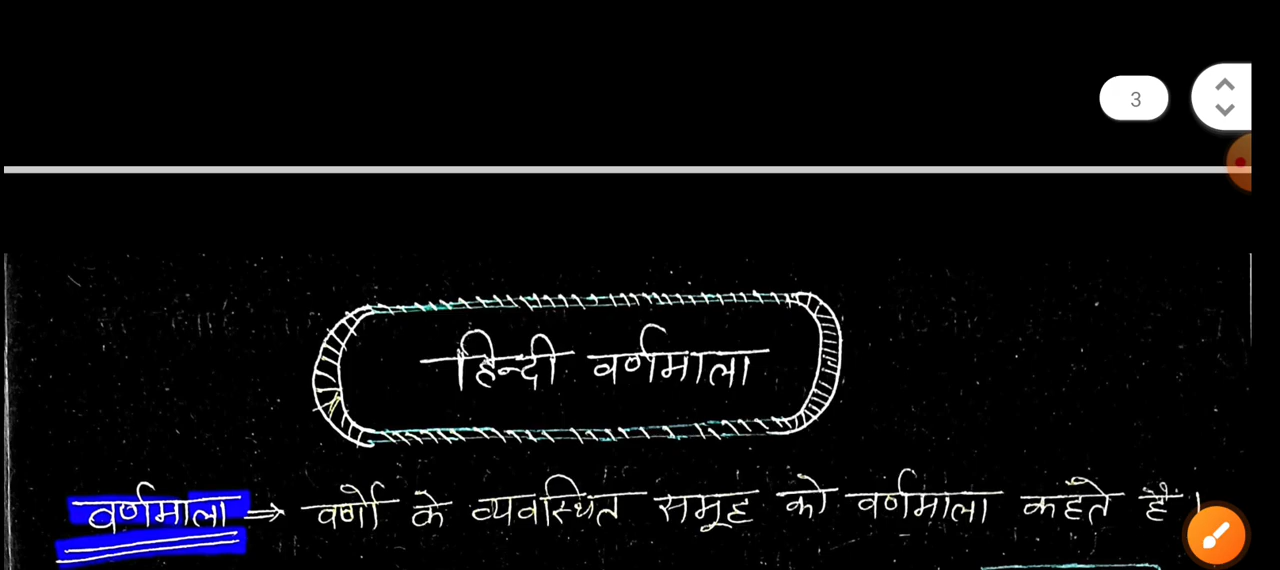 3
हिन्दी वर्णमाला
वर्णमाला ⇒ वर्णो के व्यवस्थित समूह को वर्णमाला कहते हैं।